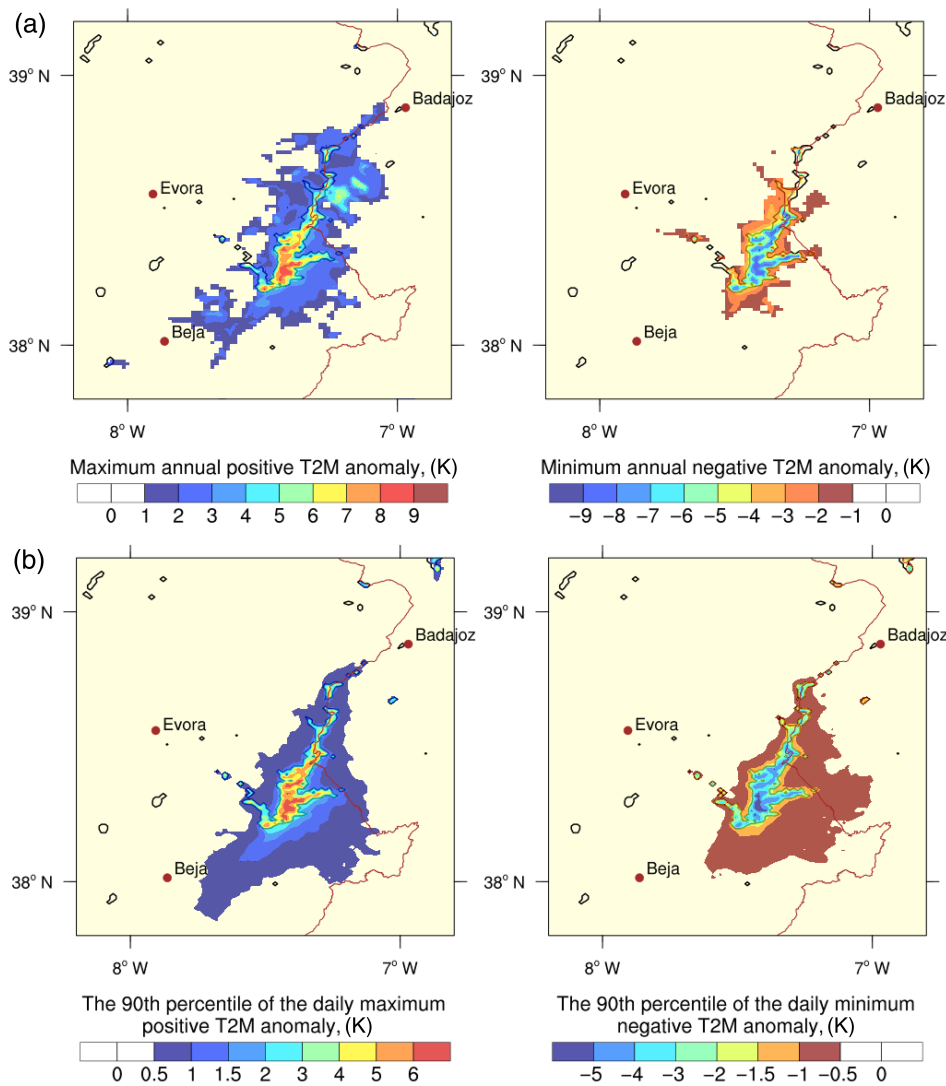 (a)
39° N
38° N
8° W
7° W
Badajoz
Evora
Beja
Maximum annual positive T2M anomaly, (K)
0 1 2 3 4 5 6 7 8 9
8° W
7° W
Badajoz
Evora
Beja
Minimum annual negative T2M anomaly, (K)
−9 −8 −7 −6 −5 −4 −3 −2 −1 0
(b)
39° N
38° N
8° W
7° W
Badajoz
Evora
Beja
The 90th percentile of the daily maximum
positive T2M anomaly, (K)
0 0.5 1 1.5 2 3 4 5 6
39° N
38° N
8° W
7° W
Badajoz
Evora
Beja
The 90th percentile of the daily minimum
negative T2M anomaly, (K)
−5 −4 −3 −2 −1.5 −1 −0.5 0